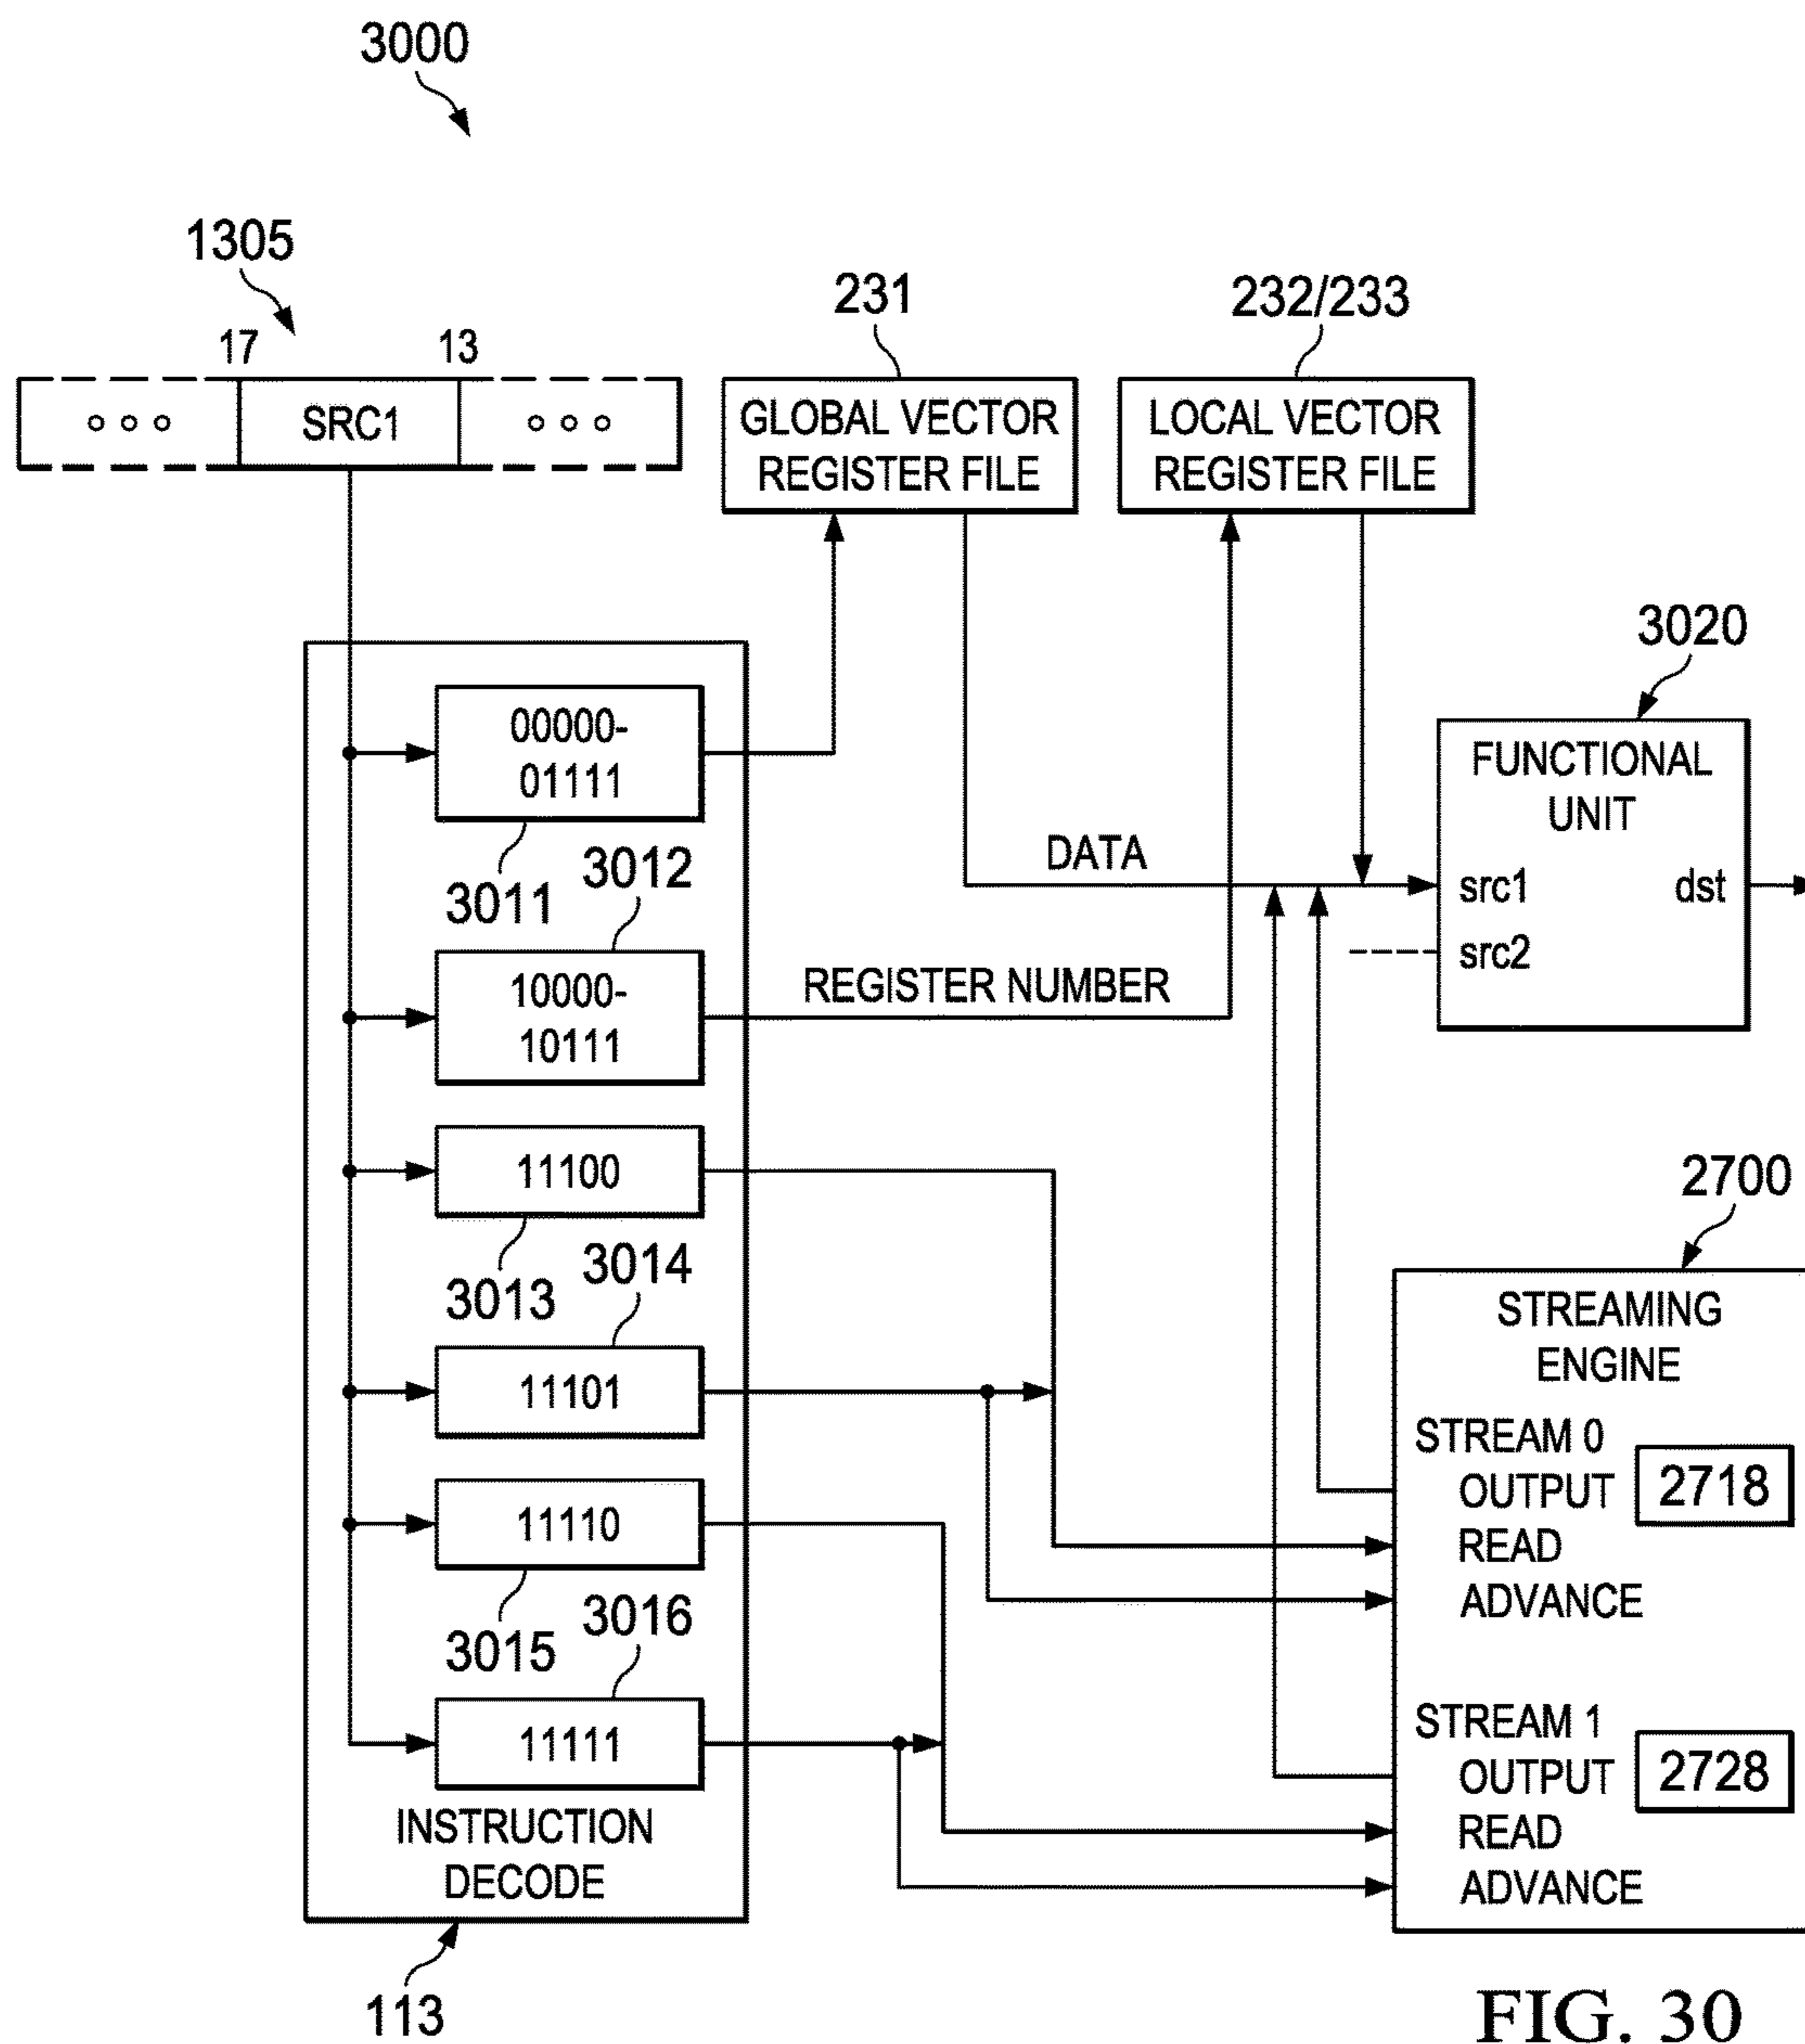 3000
1305
231
232/233
17
13
SRC1
GLOBAL VECTOR
REGISTER FILE
LOCAL VECTOR
REGISTER FILE
3020
00000-
01111
3011
FUNCTIONAL
UNIT
src1
dst
src2
DATA
3012
10000-
10111
REGISTER NUMBER
11100
3013
2700
3014
11101
STREAMING
ENGINE
STREAM 0
OUTPUT
2718
READ
ADVANCE
11110
3015
3016
11111
STREAM 1
OUTPUT
2728
READ
ADVANCE
INSTRUCTION
DECODE
113
FIG. 30